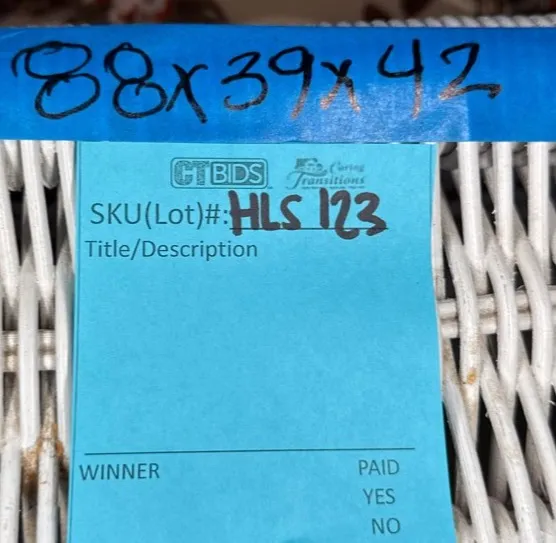 88x39x42
CTBIDS Caring
Transitions
SKU(Lot)#: HLS 123
Title/Description
WINNER PAID
YES
NO